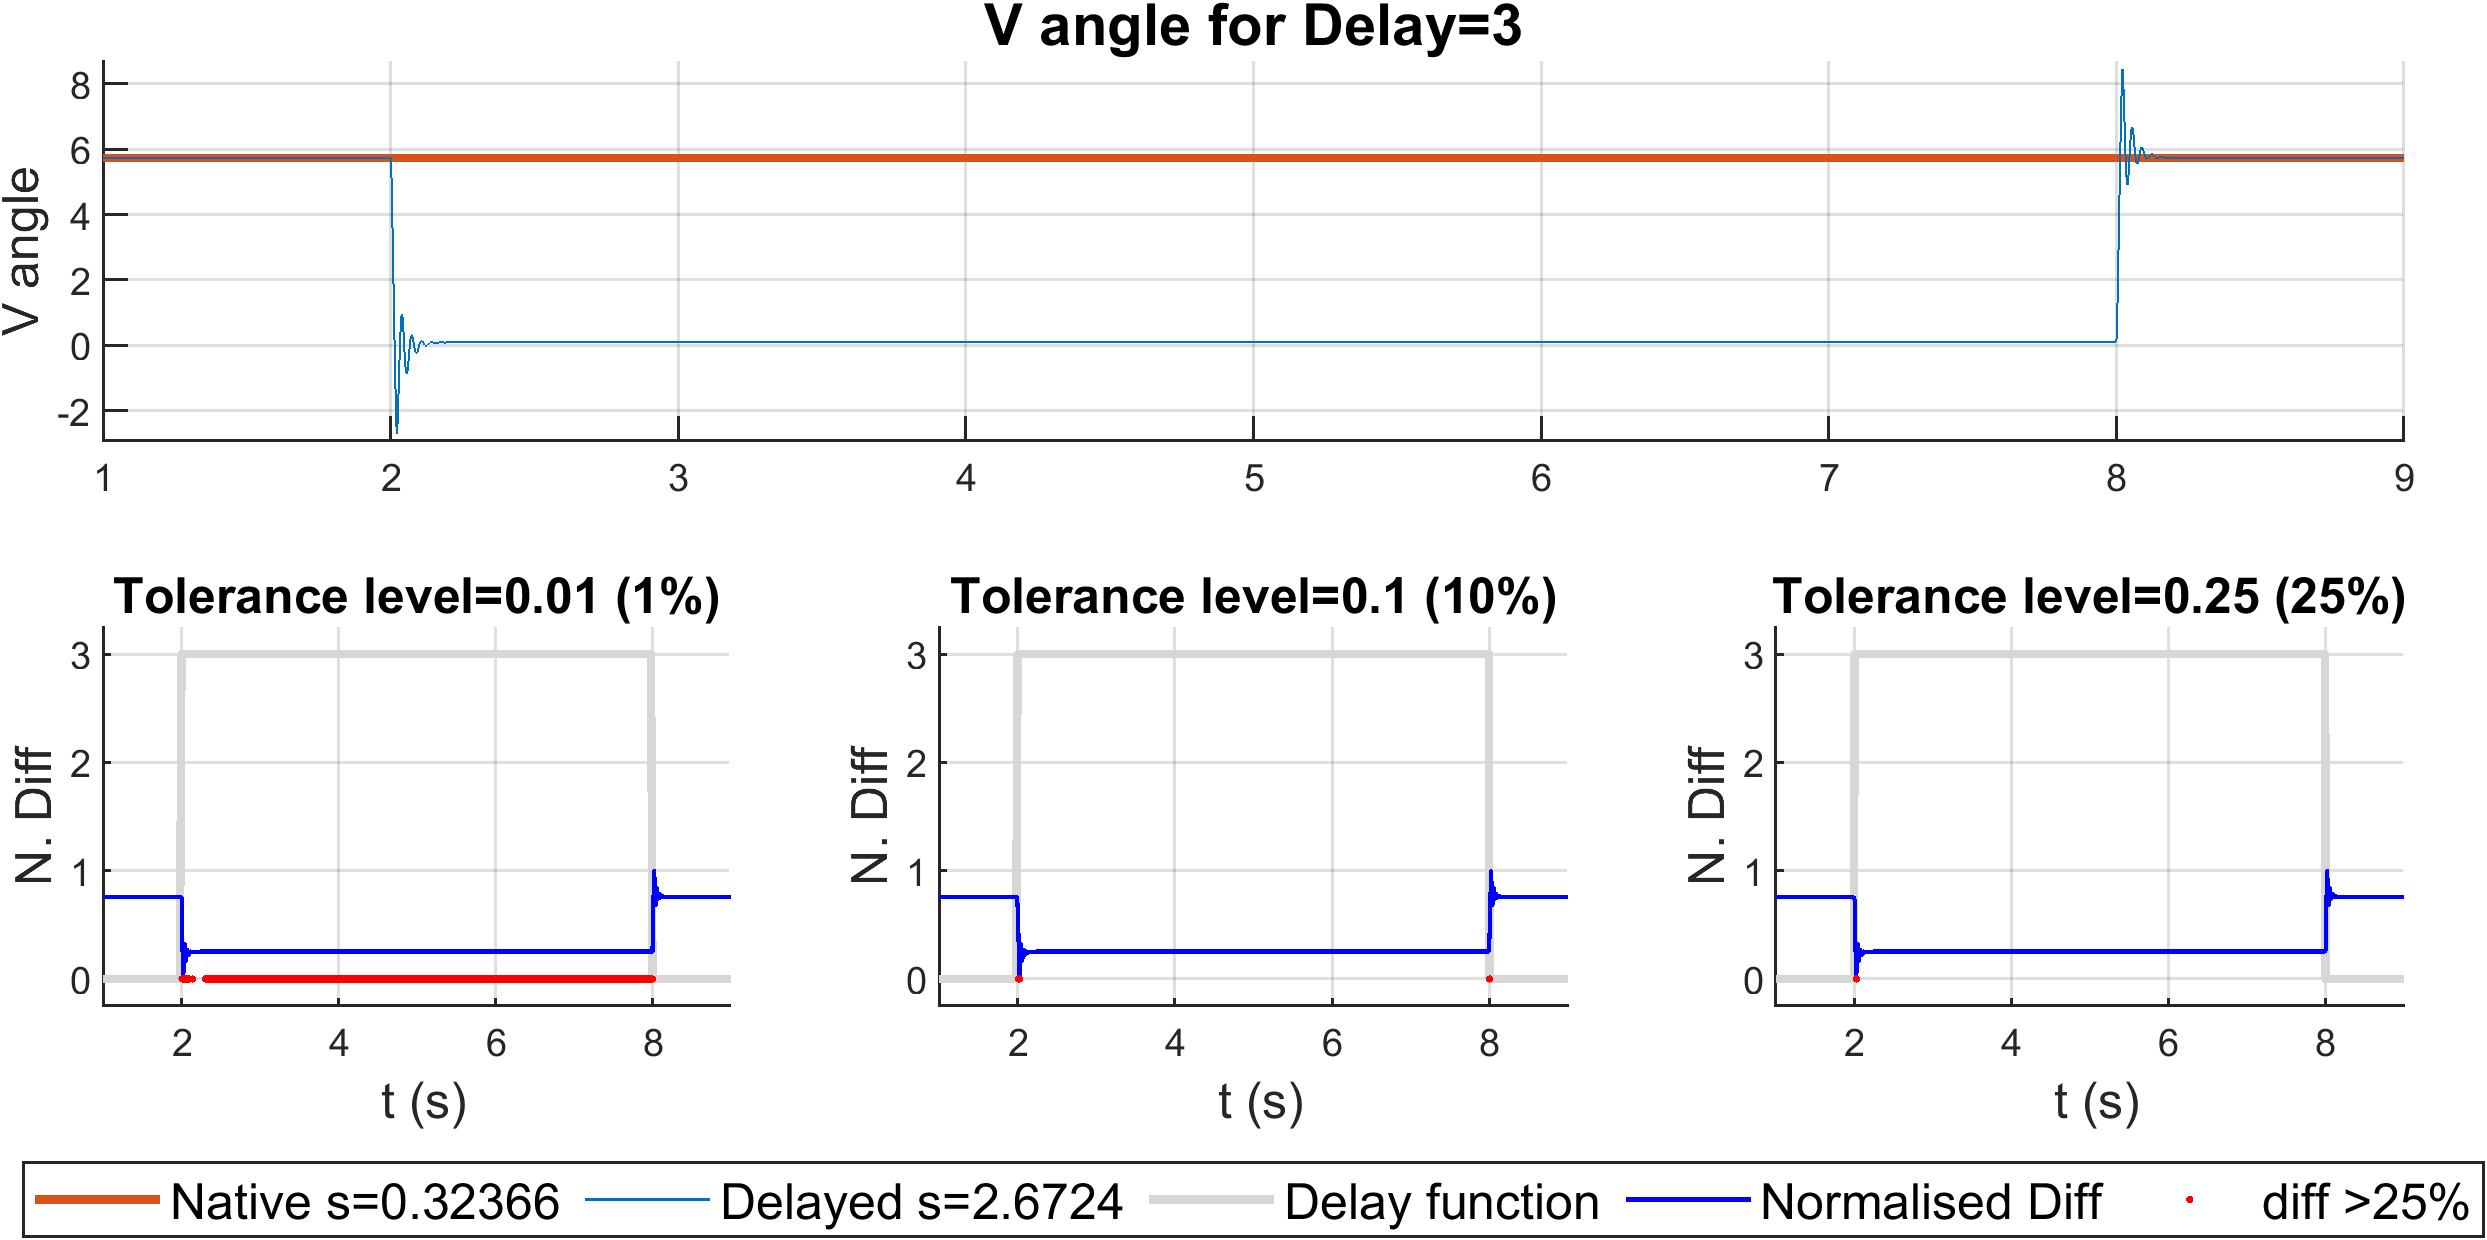 V angle for Delay=3
V angle
8
6
4
2
0
-2
1 2 3 4 5 6 7 8 9
Tolerance level=0.01 (1%)
N. Diff
3
2
1
0
2 4 6 8
t (s)
Tolerance level=0.1 (10%)
N. Diff
3
2
1
0
2 4 6 8
t (s)
Tolerance level=0.25 (25%)
N. Diff
3
2
1
0
2 4 6 8
t (s)
Native s=0.32366 Delayed s=2.6724 Delay function Normalised Diff diff >25%